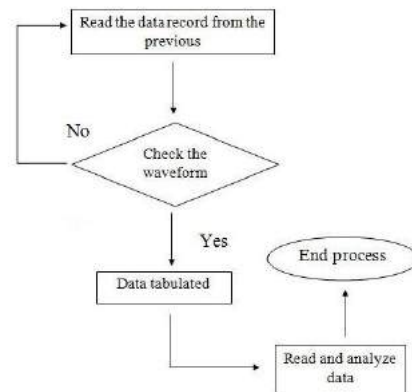 Read the data record from the
previous
No
Check the
waveform
Yes
Data tabulated
End process
Read and analyze
data